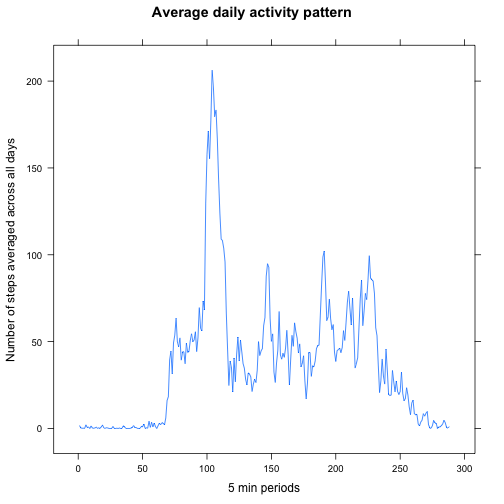 Average daily activity pattern
Number of steps averaged across all days
200
150
100
50
0
0 50 100 150 200 250 300
5 min periods